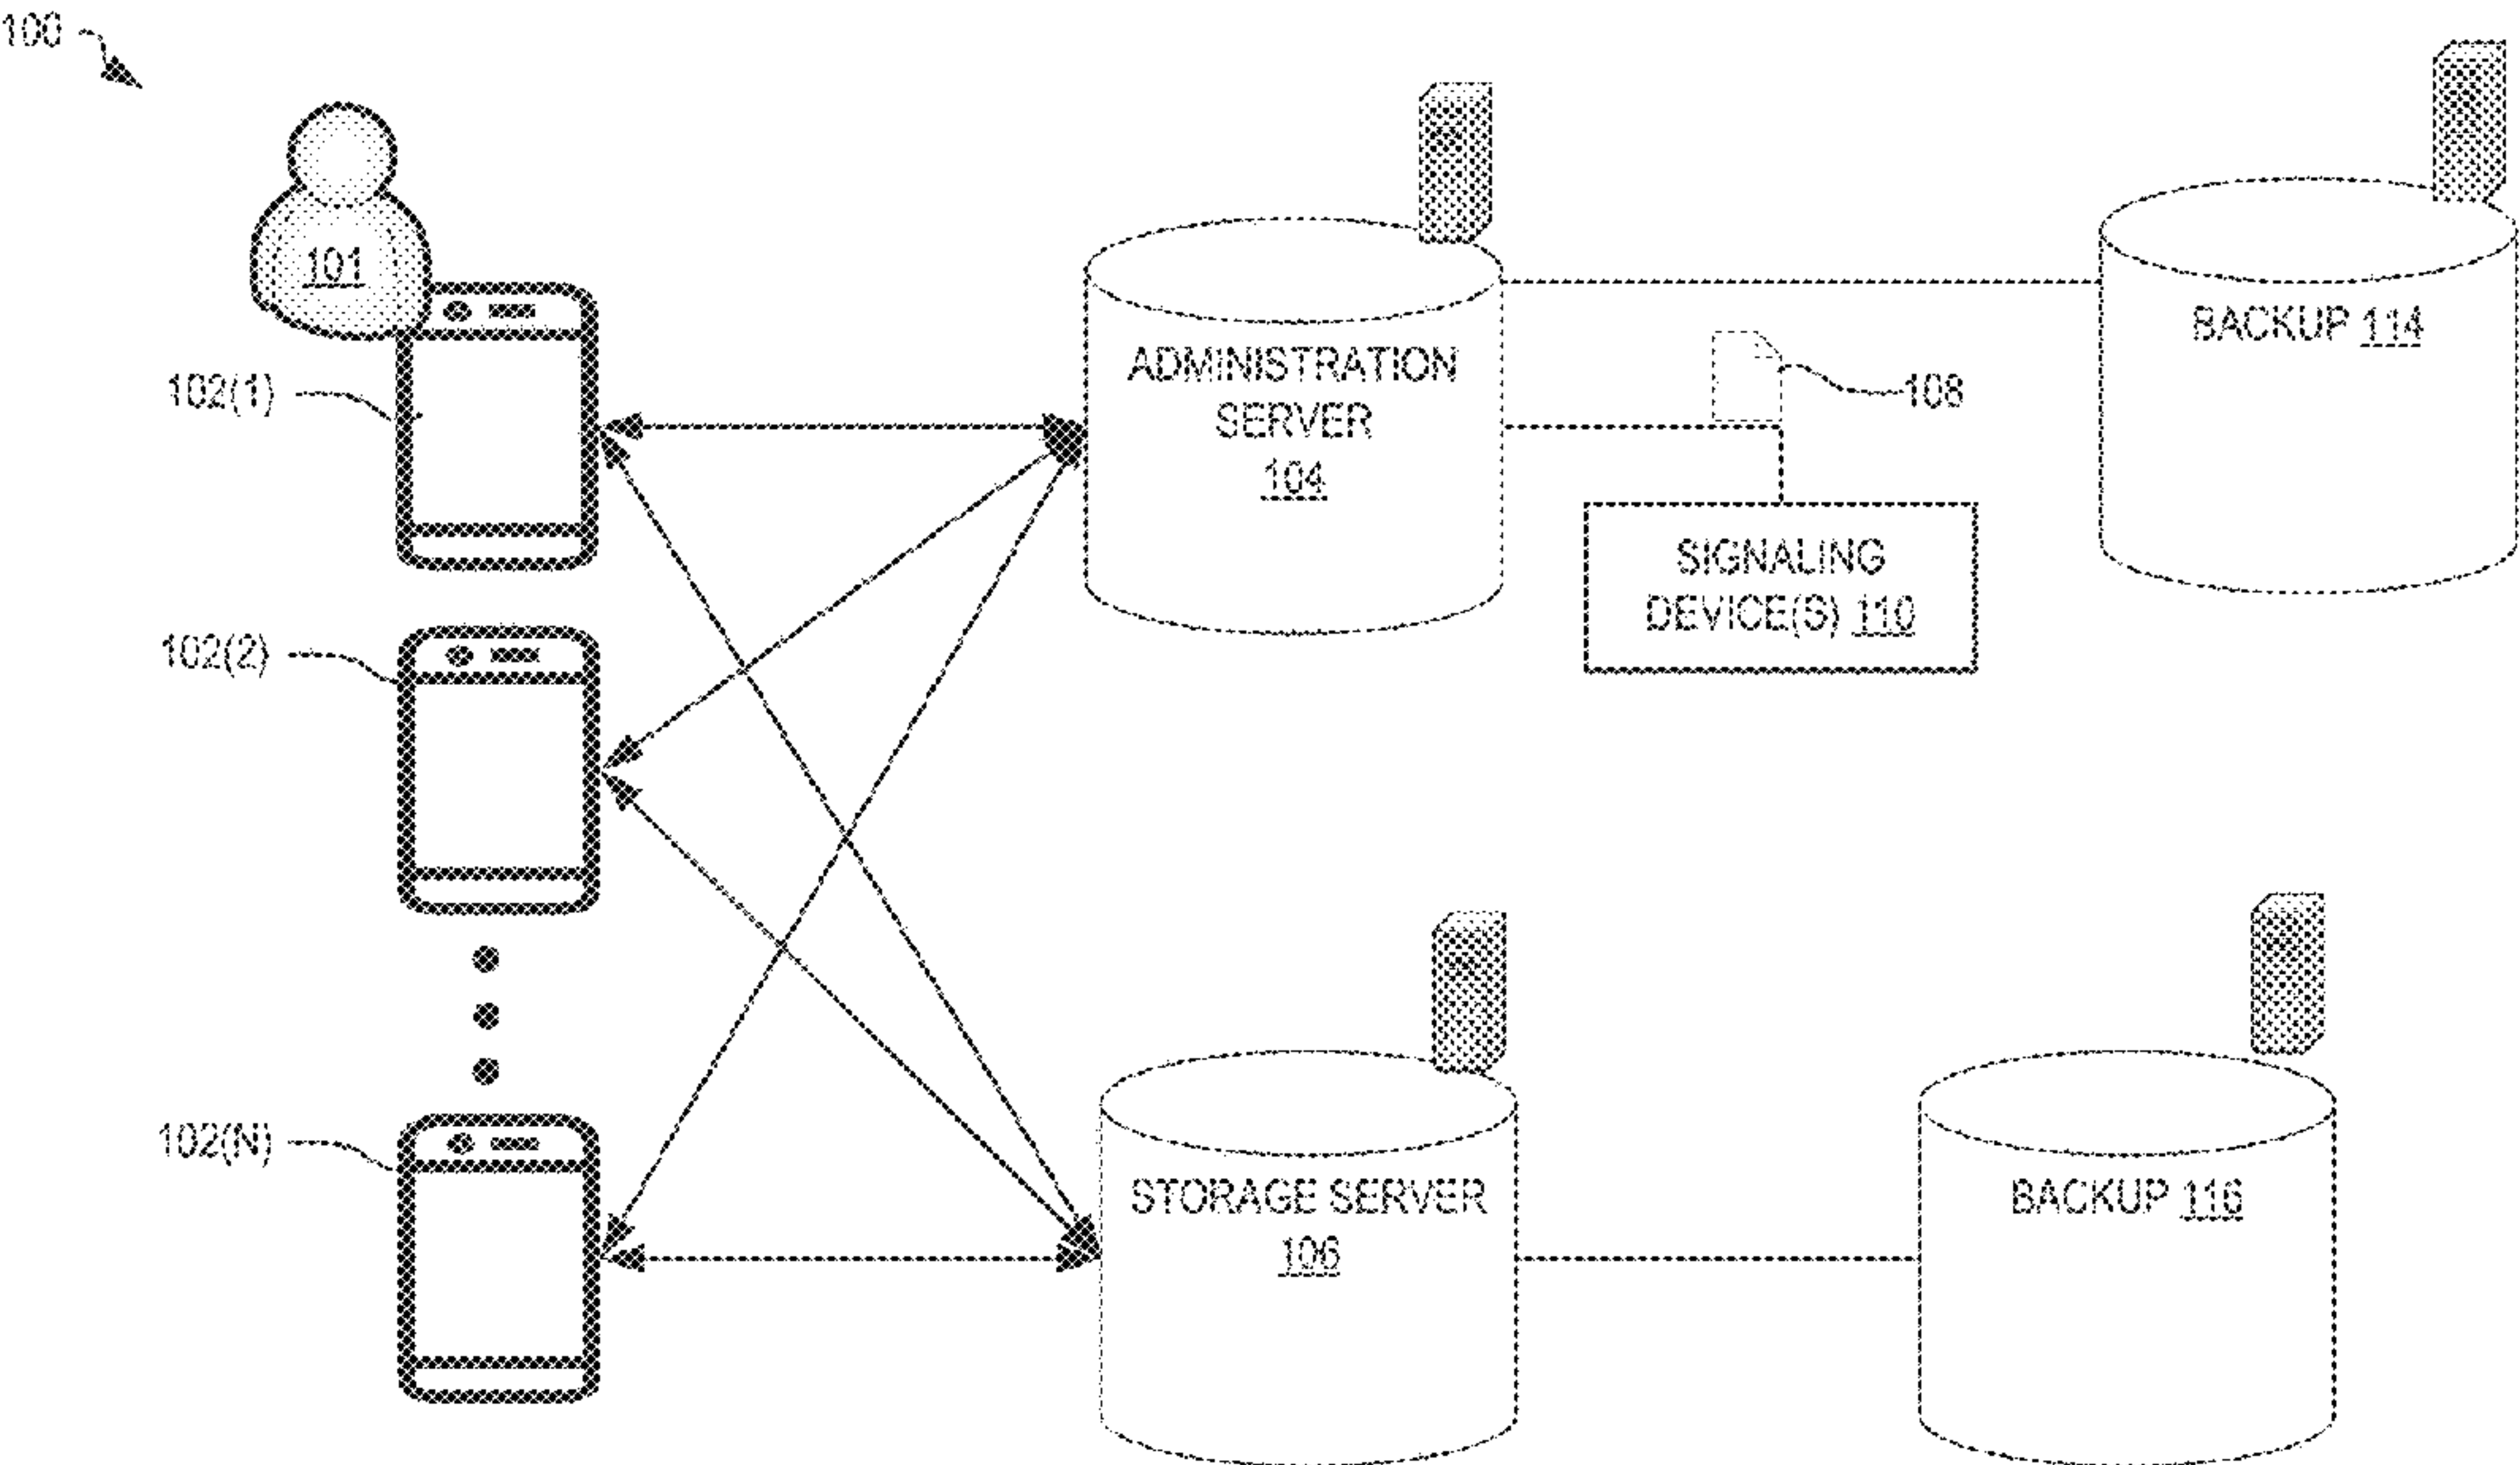 100
101
102(1)
ADMINISTRATION
SERVER
104
BACKUP 114
108
SIGNALING
DEVICE(S) 110
102(2)
102(N)
STORAGE SERVER
106
BACKUP 116